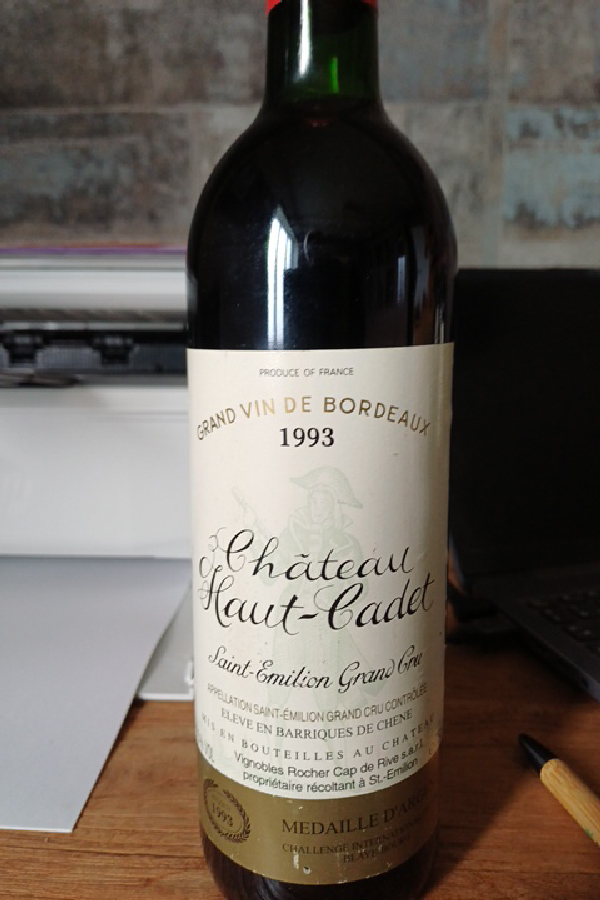 PRODUCE OF FRANCE
GRAND VIN DE BORDEAUX
1993
Château
Haut-Cadet
Saint-Emilion Grand Cru
APPELLATION SAINT-ÉMILION GRAND CRU CONTRÔLÉE
ELEVE EN BARRIQUES DE CHENE
MIS EN BOUTEILLES AU CHATEAU
Vignobles Rocher Cap de Rive s.a.r.l.
propriétaire récoltant à St.-Emilion
1993
MEDAILLE D'AR
CHALLENGE INTERNATIONAL